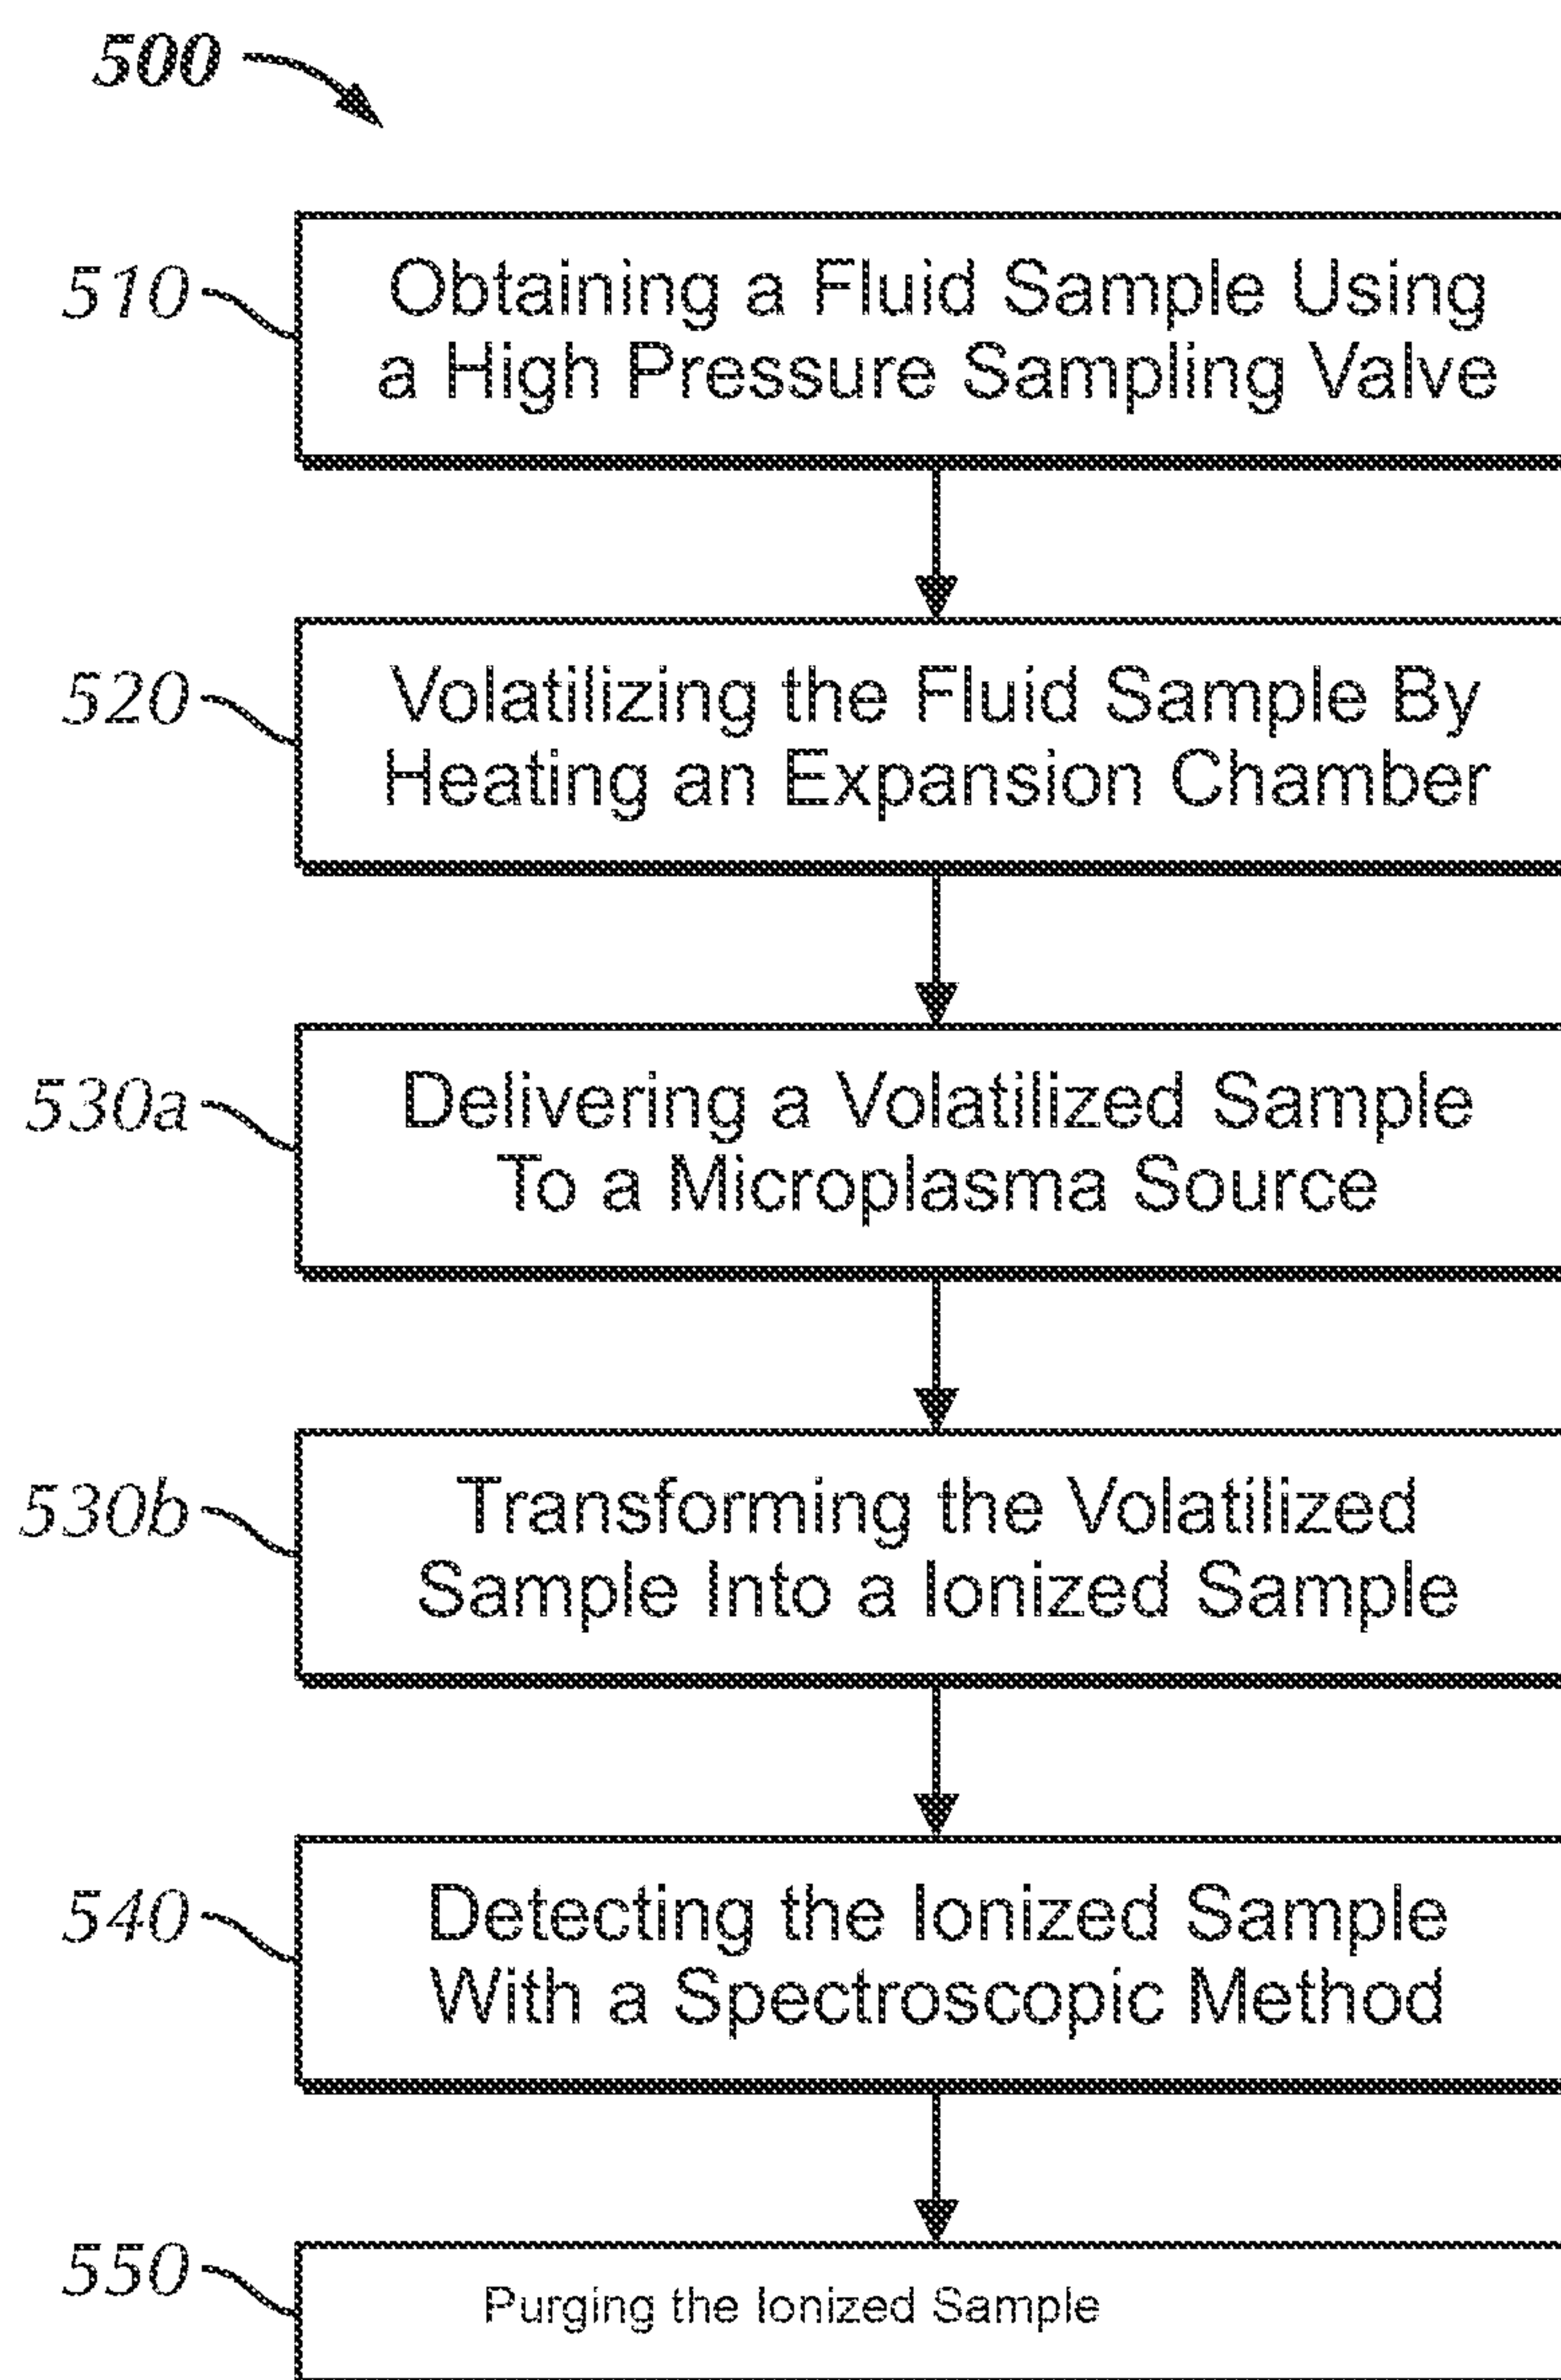 500
510
Obtaining a Fluid Sample Using
a High Pressure Sampling Valve
520
Volatilizing the Fluid Sample By
Heating an Expansion Chamber
530a
Delivering a Volatilized Sample
To a Microplasma Source
530b
Transforming the Volatilized
Sample Into a Ionized Sample
540
Detecting the Ionized Sample
With a Spectroscopic Method
550
Purging the Ionized Sample